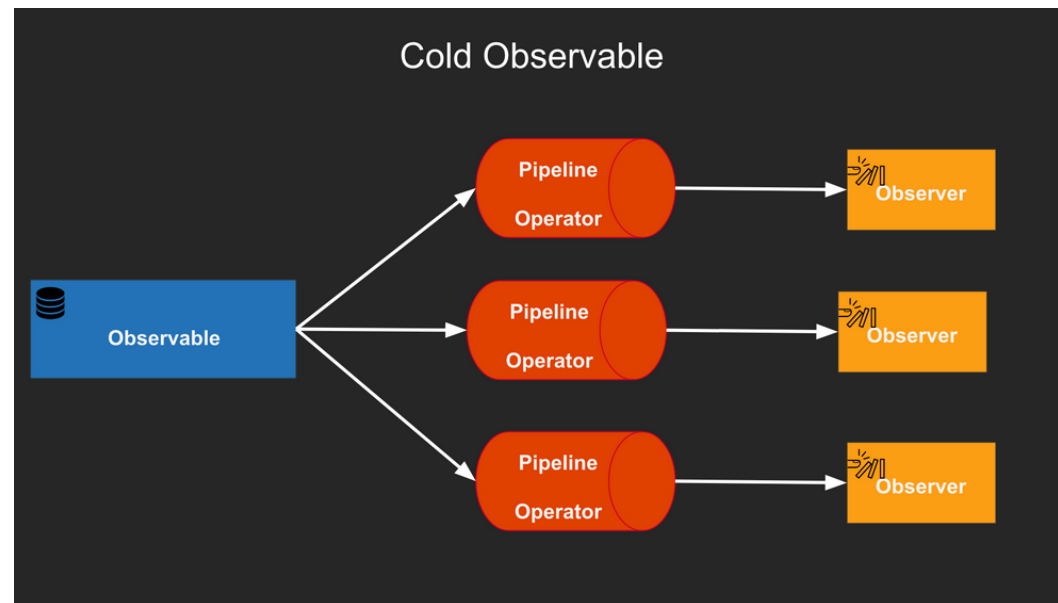 Cold Observable
Pipeline
Operator
Observer
Observable
Pipeline
Operator
Observer
Pipeline
Operator
Observer